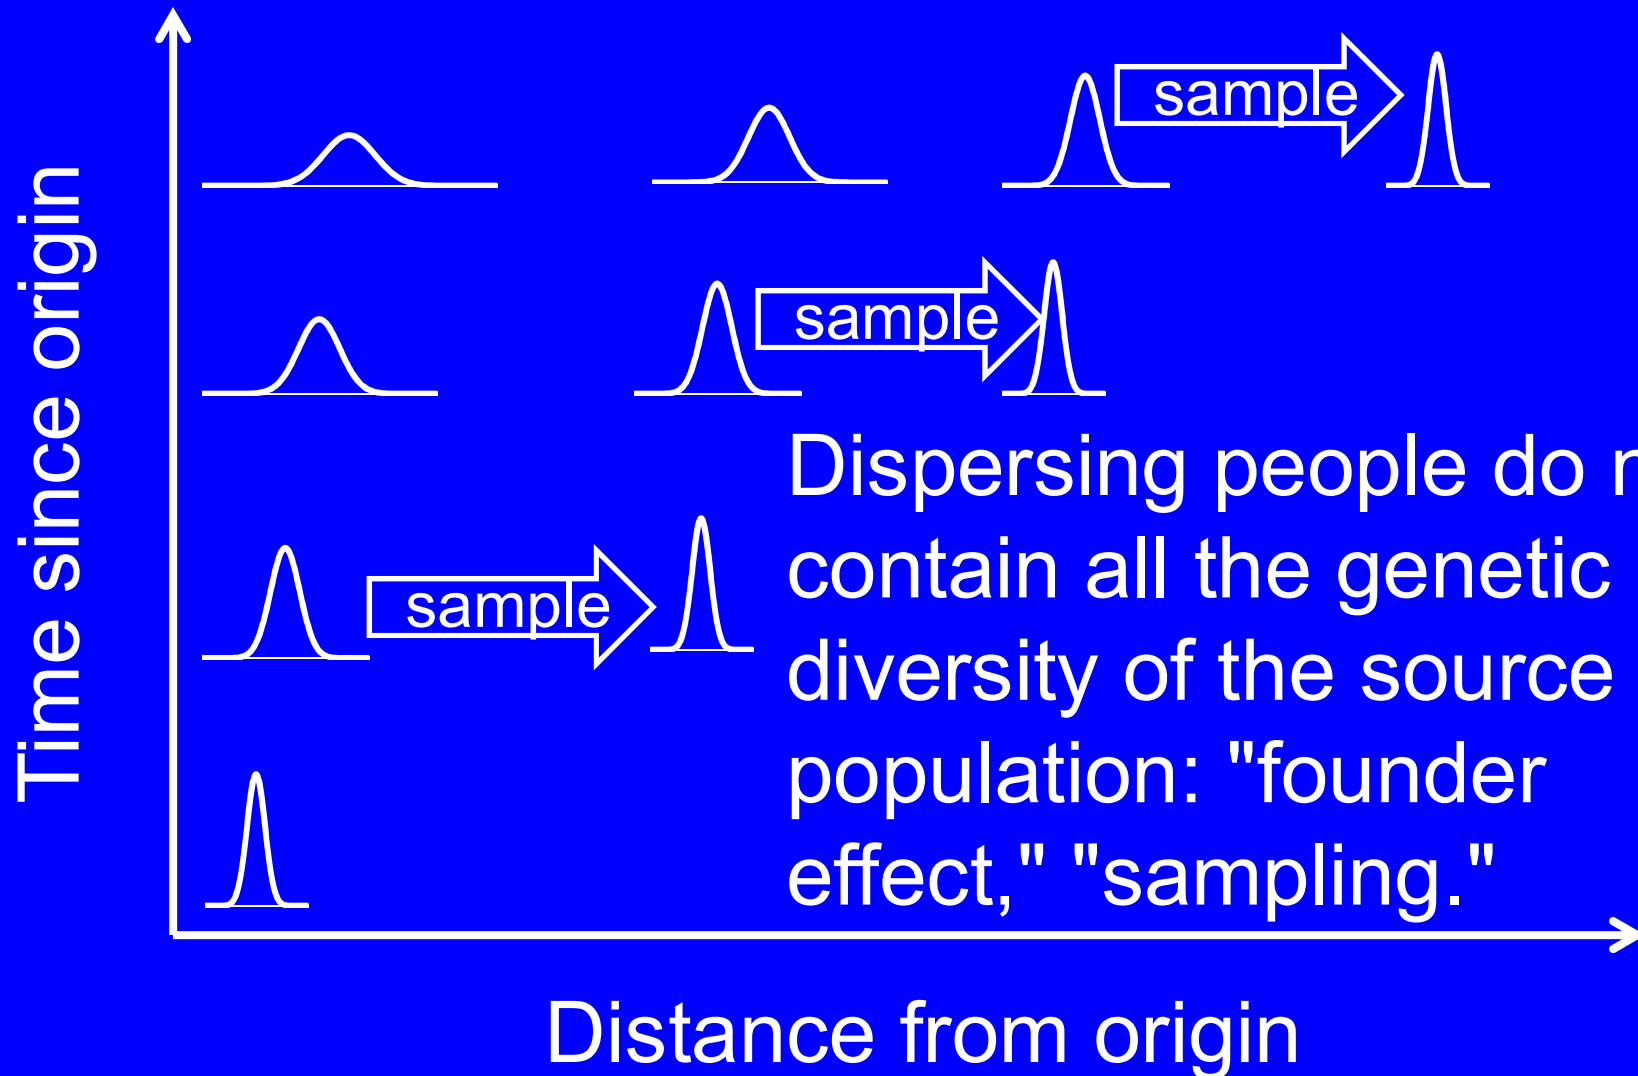 Time since origin
sample
sample
sample
Dispersing people do
contain all the genetic
diversity of the source
population: "founder
effect," "sampling."
Distance from origin